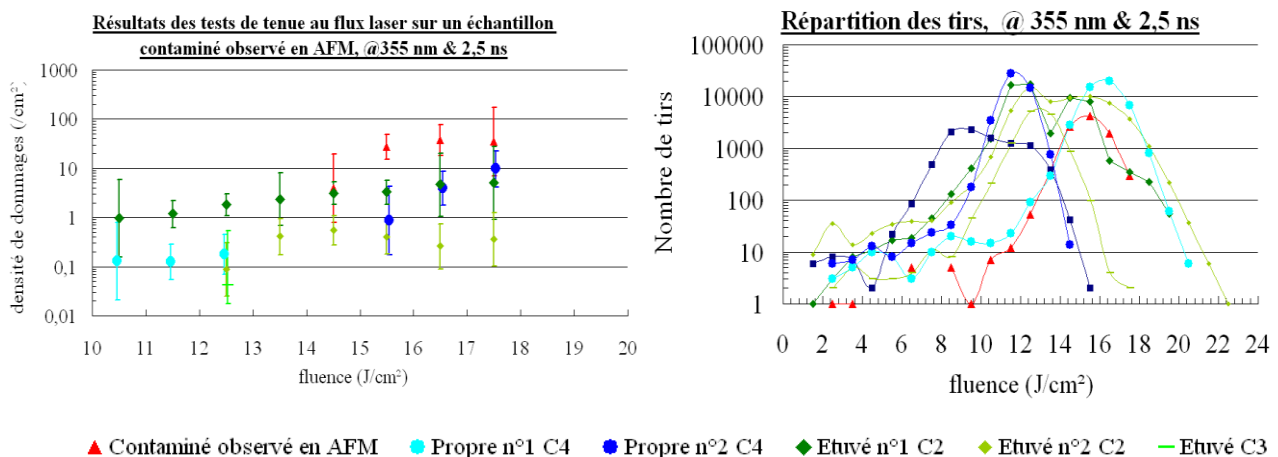 Résultats des tests de tenue au flux laser sur un échantillon
contaminé observé en AFM, @355 nm & 2,5 ns
densité de dommages (/cm²)
1000
100
10
1
0,1
0,01
10 11 12 13 14 15 16 17 18 19 20
fluence (J/cm²)
Répartition des tirs, @ 355 nm & 2,5 ns
Nombre de tirs
100000
10000
1000
100
10
1
0 2 4 6 8 10 12 14 16 18 20 22 24
fluence (J/cm²)
Contaminé observé en AFM Propre n°1 C4 Propre n°2 C4 Etuvé n°1 C2 Etuvé n°2 C2 Etuvé C3